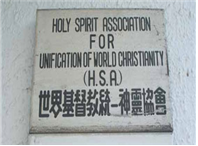 HOLY SPIRIT ASSOCIATION
FOR
UNIFICATION OF WORLD CHRISTIANITY
(H.S.A.)
世界基督教統一神靈協會